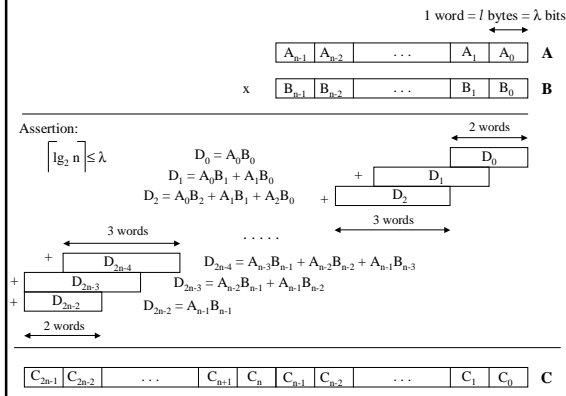 1 word = l bytes = λ bits
A_{n-1} A_{n-2} . . . A_1 A_0 A
x B_{n-1} B_{n-2} . . . B_1 B_0 B
Assertion:
⌈lg_2 n⌉ ≤ λ
2 words
D_0 = A_0B_0
D_0
D_1 = A_0B_1 + A_1B_0
+ D_1
D_2 = A_0B_2 + A_1B_1 + A_2B_0
+ D_2
3 words
3 words
. . . . .
+ D_{2n-4}
D_{2n-4} = A_{n-3}B_{n-1} + A_{n-2}B_{n-2} + A_{n-1}B_{n-3}
+ D_{2n-3}
D_{2n-3} = A_{n-2}B_{n-1} + A_{n-1}B_{n-2}
+ D_{2n-2}
D_{2n-2} = A_{n-1}B_{n-1}
2 words
C_{2n-1} C_{2n-2} . . . C_{n+1} C_n C_{n-1} C_{n-2} . . . C_1 C_0 C